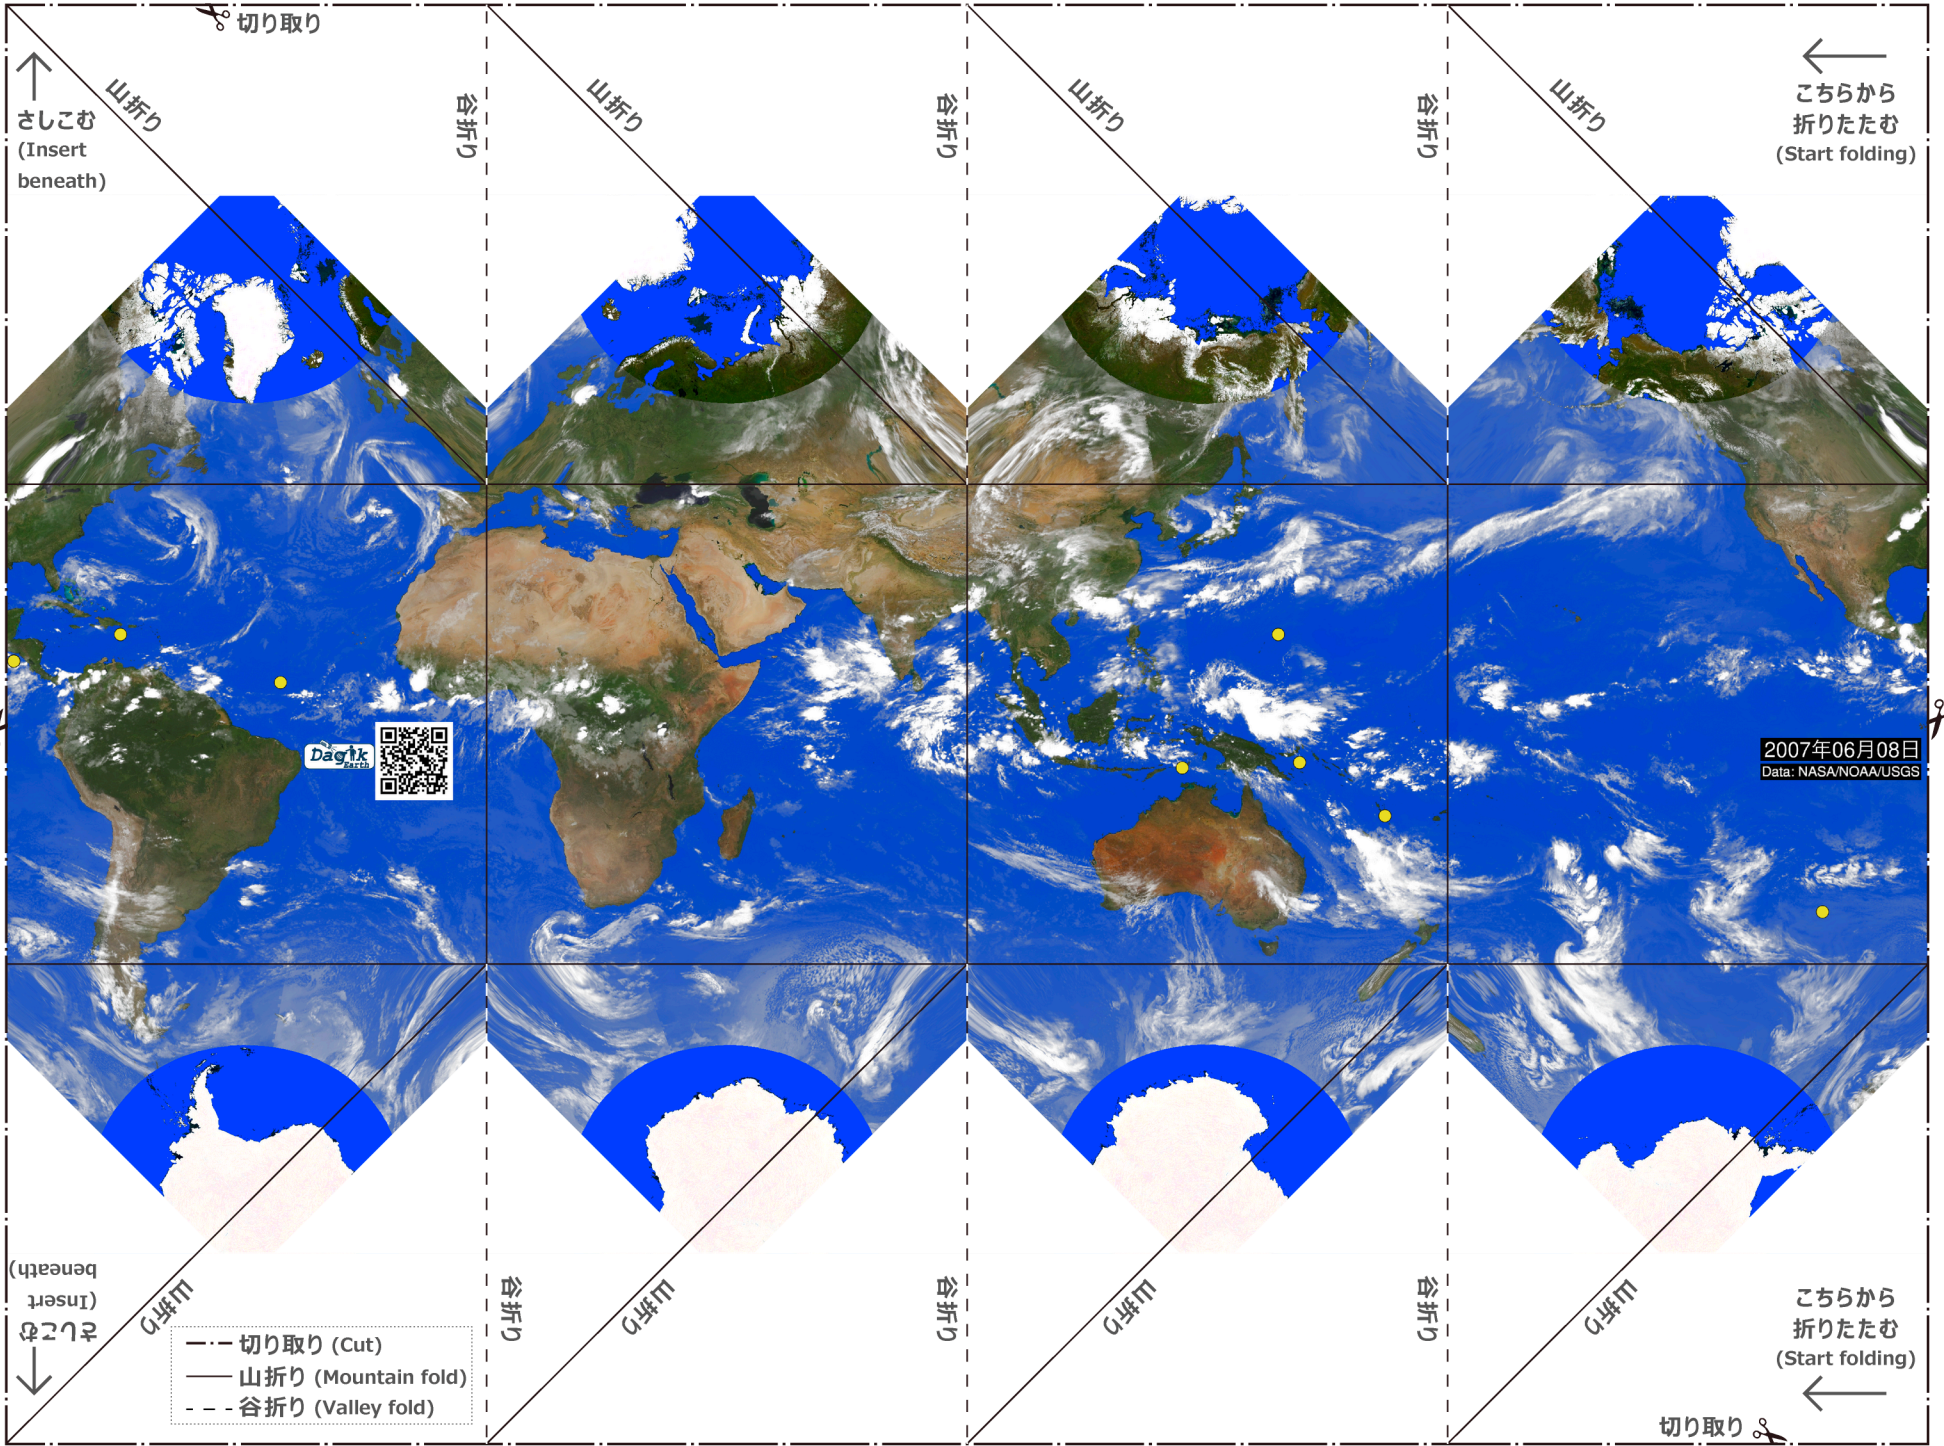 切り取り
さしこむ
(Insert
beneath)
山折り
谷折り
山折り
谷折り
山折り
谷折り
山折り
こちらから
折りたたむ
(Start folding)
Dagik
Earth
2007年06月08日
Data: NASA/NOAA/USGS
さしこむ
(Insert
beneath)
山折り
谷折り
山折り
谷折り
山折り
谷折り
山折り
こちらから
折りたたむ
(Start folding)
切り取り (Cut)
山折り (Mountain fold)
谷折り (Valley fold)
切り取り